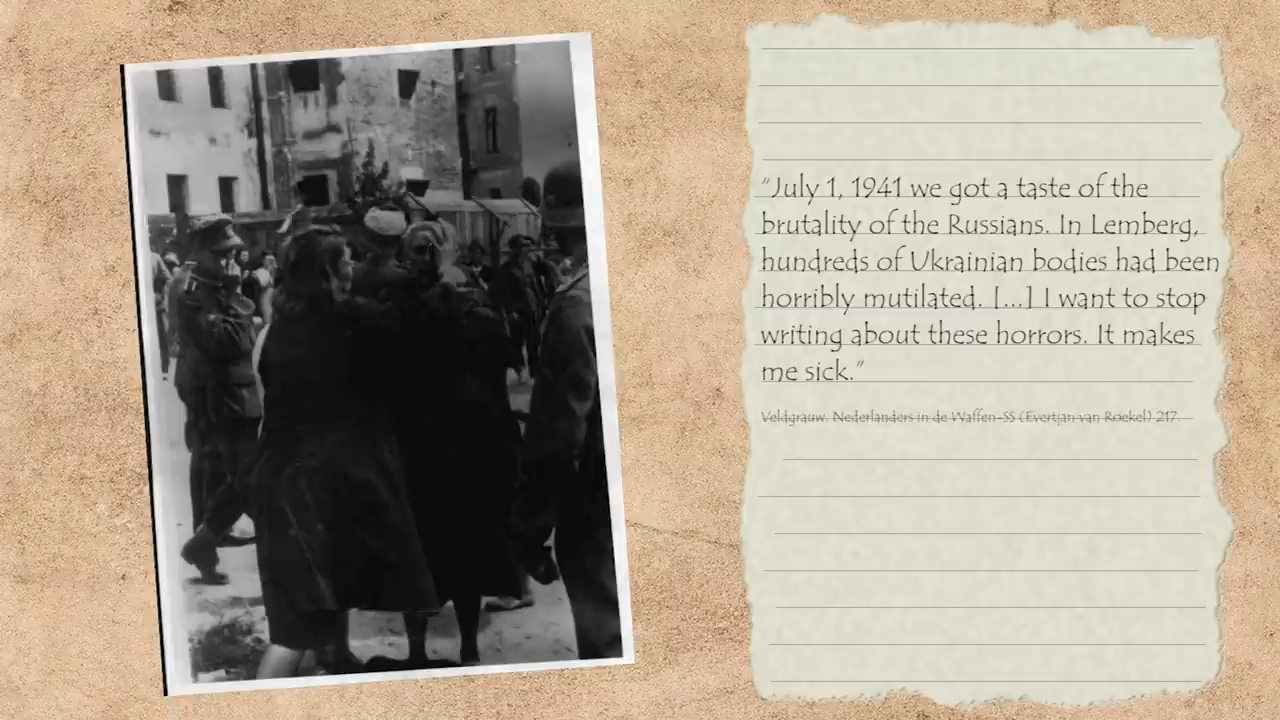 “July 1, 1941 we got a taste of the
brutality of the Russians. In Lemberg,
hundreds of Ukrainian bodies had been
horribly mutilated. [...] I want to stop
writing about these horrors. It makes
me sick.”
Veldgrauw. Nederlanders in de Waffen-SS (Evertjan van Roekel) 217.